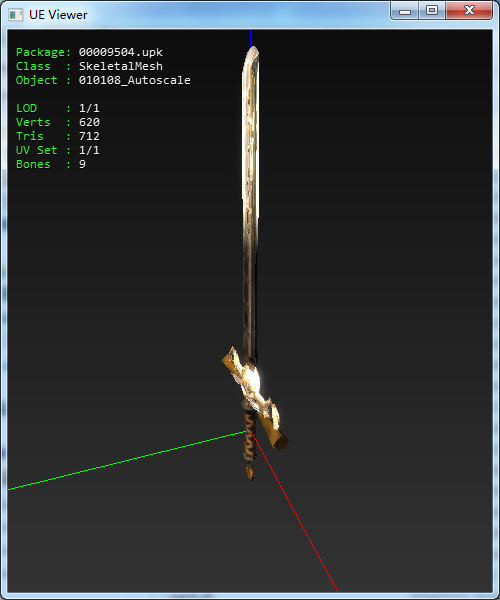 UE Viewer
Package: 00009504.upk
Class  : SkeletalMesh
Object : 010108_Autoscale
LOD    : 1/1
Verts  : 620
Tris   : 712
UV Set : 1/1
Bones  : 9